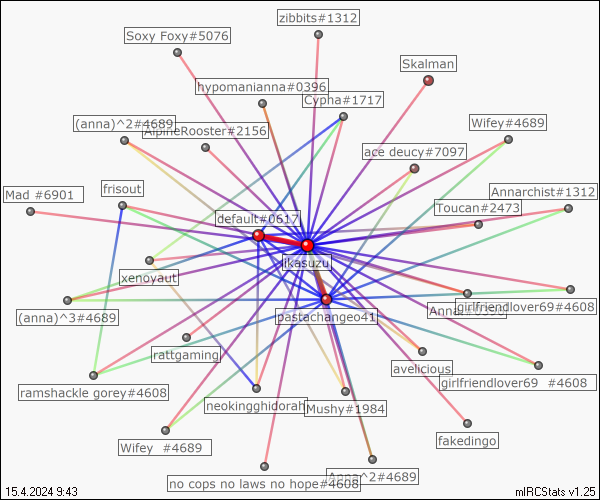 zibbits#1312
Soxy Foxy#5076
Skalman
hypomanianna#0396
Cypha#1717
(anna)^2#4689
AlpineRooster#2156
Wifey#4689
ace deucy#7097
Mad #6901
frisout
Annarchist#1312
Toucan#2473
default#0617
ikasuzu
xenoyaut
girlfriendlover69#4608
(anna)^3#4689
pastachangeo41
rattgaming
avelicious
girlfriendlover69 #4608
ramshackle gorey#4608
neokingghidorah
Mushy#1984
Wifey #4689
fakedingo
Anna^2#4689
no cops no laws no hope#4608
15.4.2024 9:43
mIRCStats v1.25